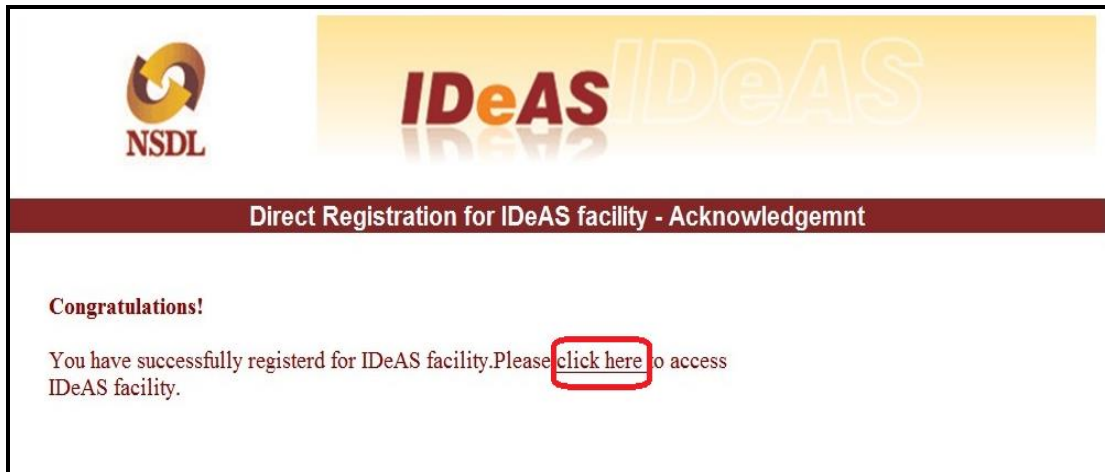 IDeAS IDeAS
NSDL
Direct Registration for IDeAS facility - Acknowledgemnt
Congratulations!
You have successfully registerd for IDeAS facility.Please click here to access
IDeAS facility.